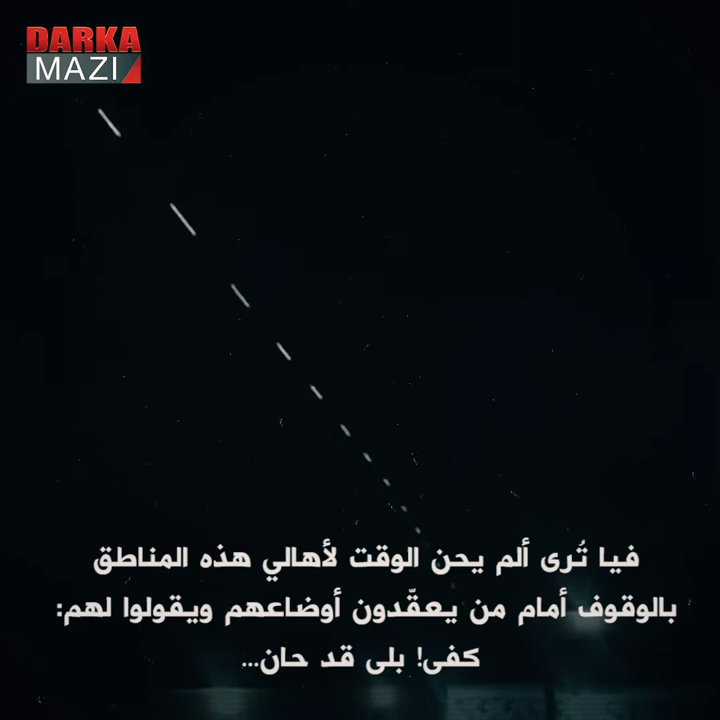 DARKA
MAZI
فيا تُرى ألم يحن الوقت لأهالي هذه المناطق
بالوقوف أمام من يعقّدون أوضاعهم ويقولوا لهم:
كفى! بلى قد حان...